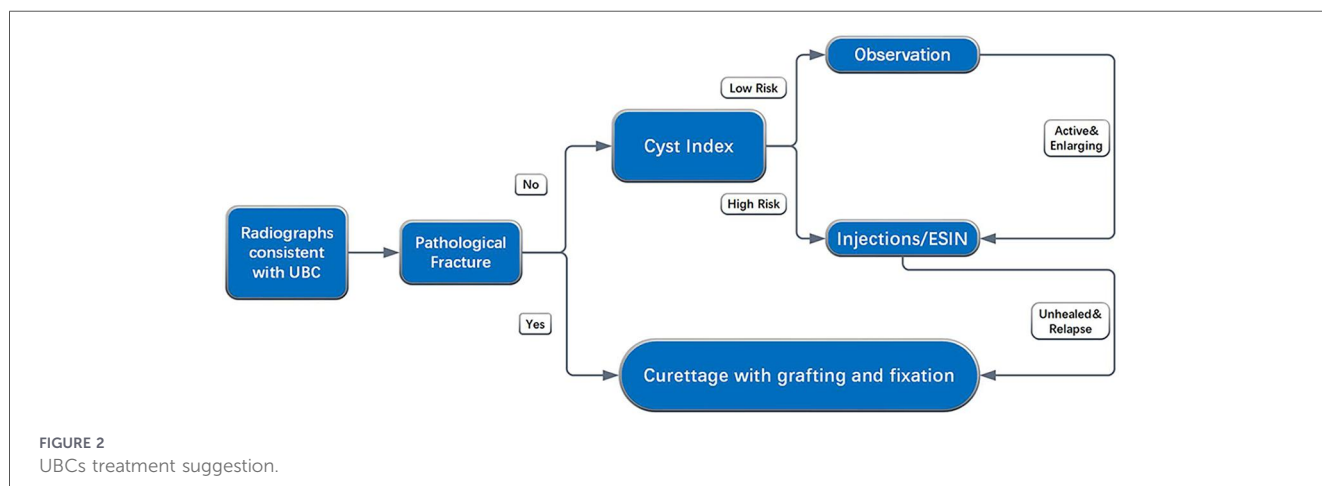 Observation
Low Risk
Cyst Index
Active&
Enlarging
No
High Risk
Radiographs
consistent
with UBC
Pathological
Fracture
Injections/ESIN
Yes
Unhealed&
Relapse
Curettage with grafting and fixation
FIGURE 2
UBCs treatment suggestion.